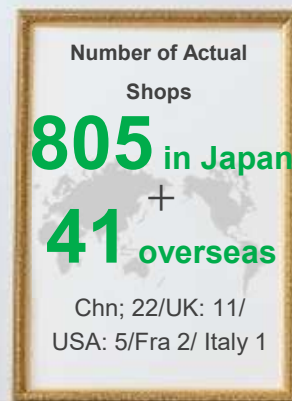 Number of Actual
Shops
805 in Japan
+
41 overseas
Chn; 22/UK: 11/
USA: 5/Fra 2/ Italy 1